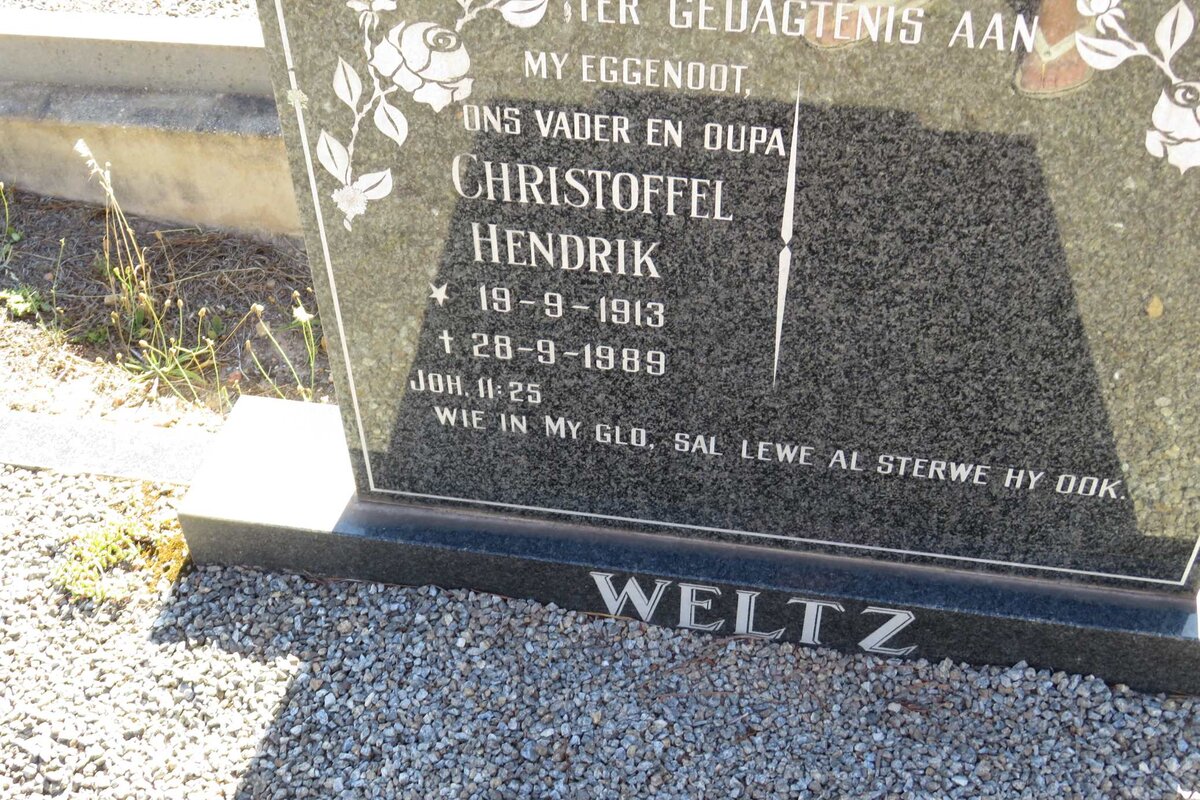 TER GEDAGTENIS AAN
MY EGGENOOT,
ONS VADER EN OUPA
CHRISTOFFEL
HENDRIK
19-9-1913
28-9-1989
JOH. 11:25
WIE IN MY GLO, SAL LEWE AL STERWE HY OOK.
WELTZ